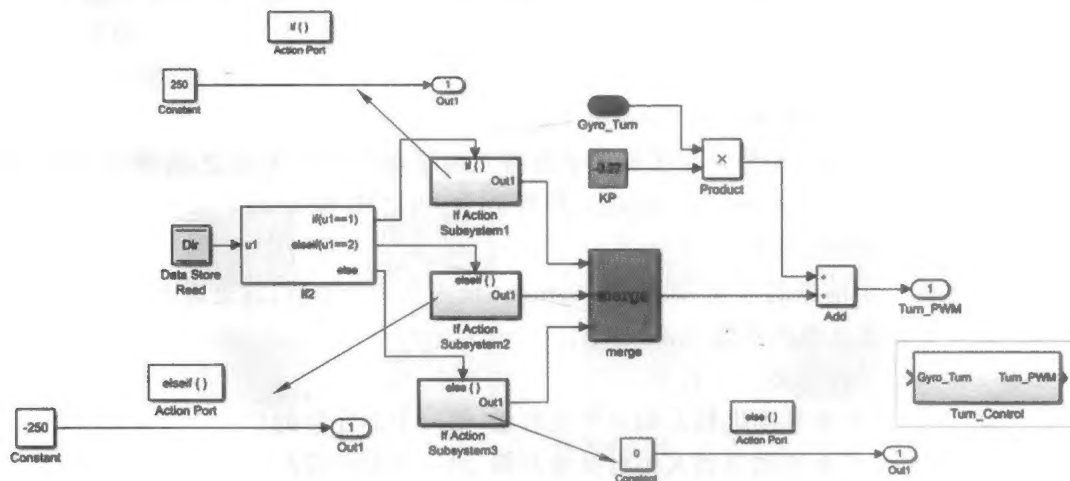 if { }
Action Port
250
Constant
1
Out1
Gyro_Turn
KP
×
Product
if { }
Out1
If Action
Subsystem1
Dir
Data Store
Read
u1
if(u1==1)
elseif(u1==2)
else
If2
elseif { }
Out1
If Action
Subsystem2
merge
merge
+
+
Add
1
Turn_PWM
elseif { }
Action Port
-250
Constant
1
Out1
else { }
Out1
If Action
Subsystem3
else { }
Action Port
0
Constant
1
Out1
Gyro_Turn
Turn_PWM
Turn_Control